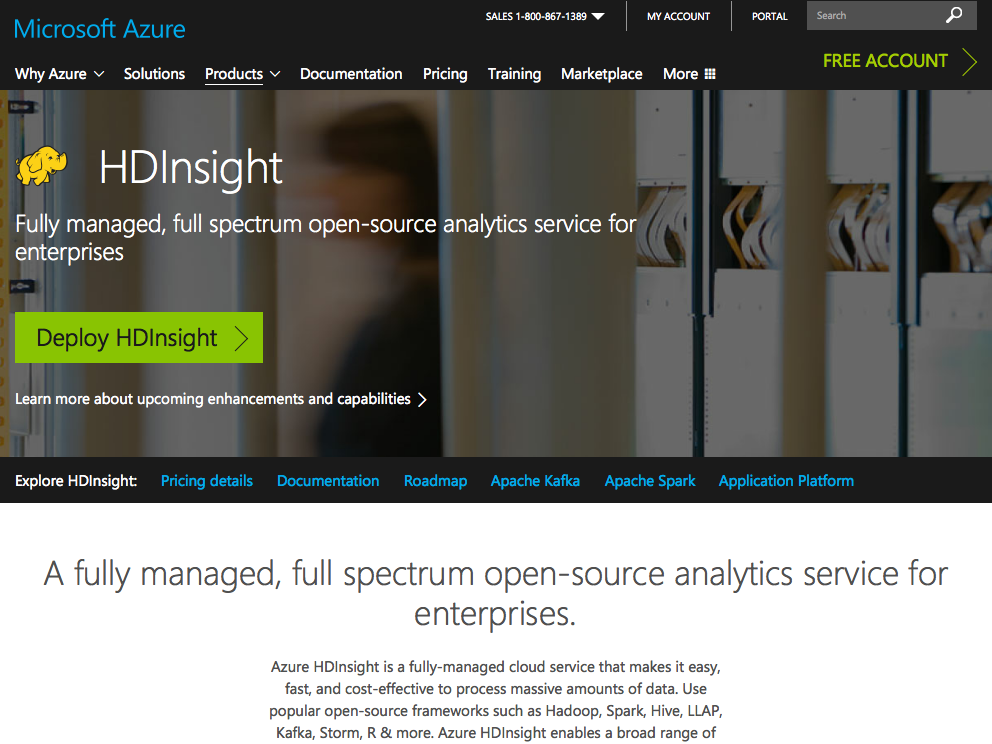 SALES 1-800-867-1389
MY ACCOUNT
PORTAL
Search
Microsoft Azure
FREE ACCOUNT
Why Azure
Solutions
Products
Documentation
Pricing
Training
Marketplace
More
HDInsight
Fully managed, full spectrum open-source analytics service for
enterprises
Deploy HDInsight
Learn more about upcoming enhancements and capabilities
Explore HDInsight:
Pricing details
Documentation
Roadmap
Apache Kafka
Apache Spark
Application Platform
A fully managed, full spectrum open-source analytics service for
enterprises.
Azure HDInsight is a fully-managed cloud service that makes it easy,
fast, and cost-effective to process massive amounts of data. Use
popular open-source frameworks such as Hadoop, Spark, Hive, LLAP,
Kafka, Storm, R & more. Azure HDInsight enables a broad range of